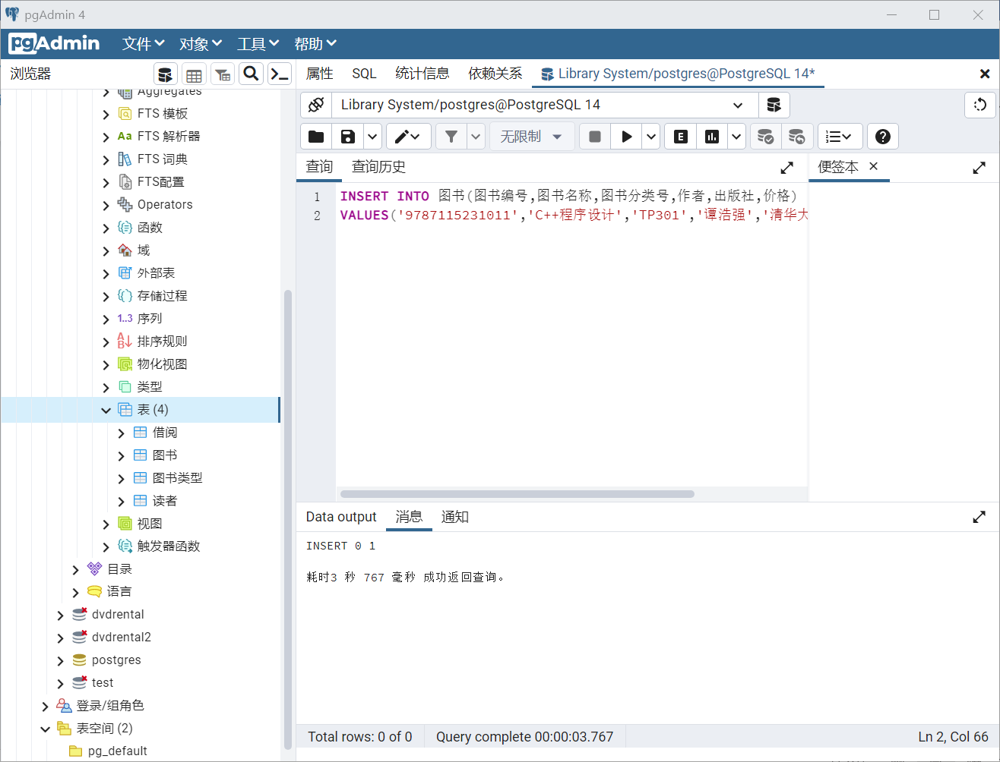 pgAdmin 4
pgAdmin 文件 对象 工具 帮助
浏览器
属性 SQL 统计信息 依赖关系 Library System/postgres@PostgreSQL 14*
Library System/postgres@PostgreSQL 14
无限制
E
查询 查询历史
便签本
1 INSERT INTO 图书(图书编号,图书名称,图书分类号,作者,出版社,价格)
2 VALUES('9787115231011','C++程序设计','TP301','谭浩强','清华大
Aggregates
FTS 模板
Aa FTS 解析器
FTS 词典
FTS配置
Operators
函数
域
外部表
存储过程
1..3 序列
排序规则
物化视图
类型
表 (4)
借阅
图书
图书类型
读者
视图
触发器函数
目录
语言
dvdrental
dvdrental2
postgres
test
登录/组角色
表空间 (2)
pg_default
Data output 消息 通知
INSERT 0 1
耗时3 秒 767 毫秒 成功返回查询。
Total rows: 0 of 0 Query complete 00:00:03.767 Ln 2, Col 66